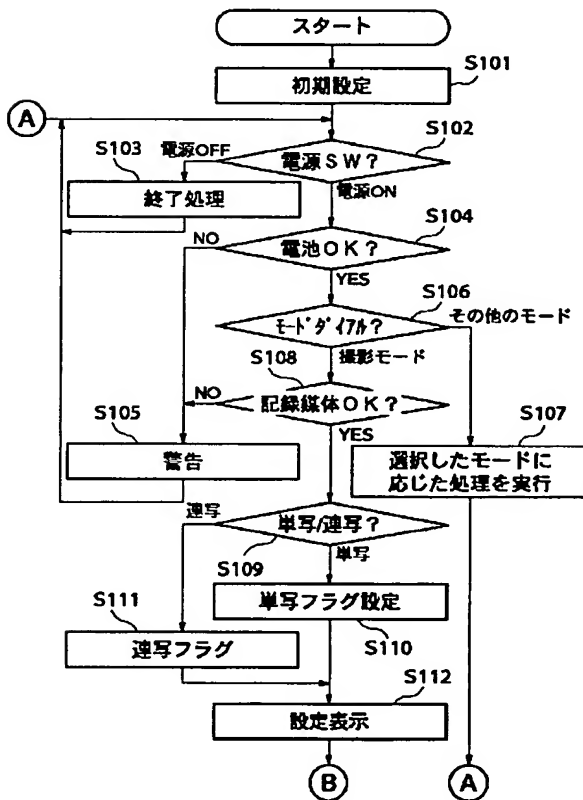 スタート
S101
初期設定
A
S102
電源SW?
S103
電源OFF
終了処理
電源ON
S104
電池OK?
NO
YES
S106
モードダイアル?
その他のモード
撮影モード
S108
記録媒体OK?
NO
YES
S105
警告
S107
選択したモードに
応じた処理を実行
連写
単写/連写?
S109
単写
単写フラグ設定
S110
S111
連写フラグ
S112
設定表示
B
A